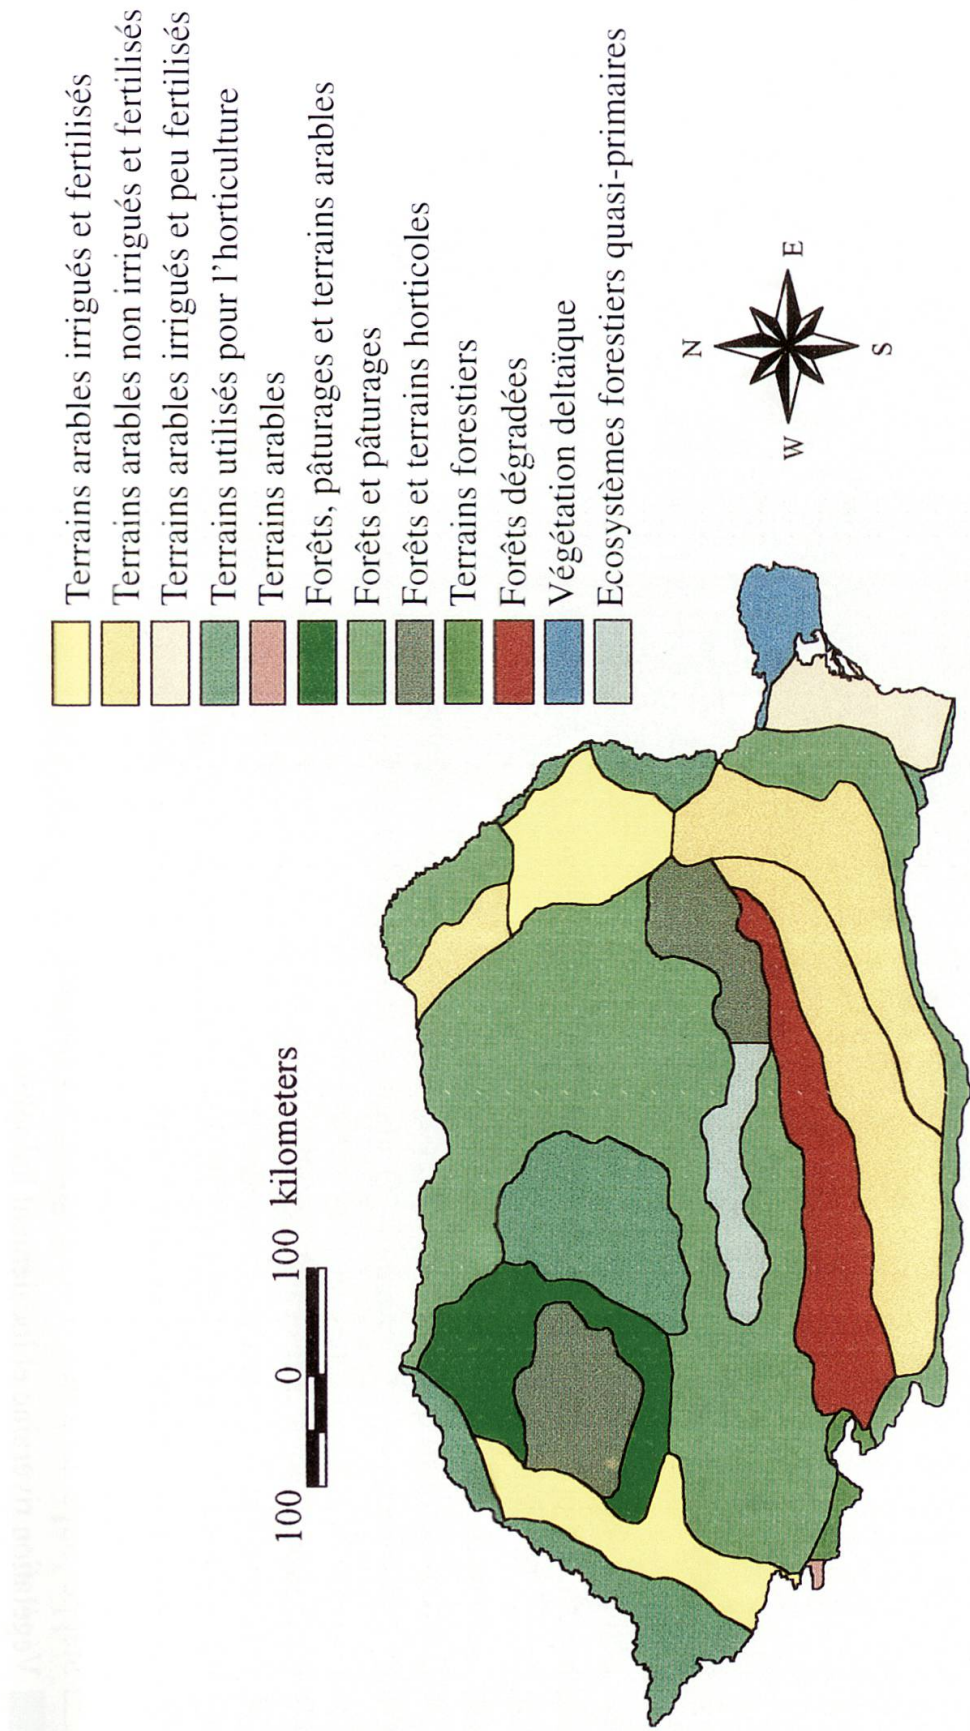 Terrains arables irrigués et fertilisés
Terrains arables non irrigués et fertilisés
Terrains arables irrigués et peu fertilisés
Terrains utilisés pour l'horticulture
Terrains arables
Forêts, pâturages et terrains arables
Forêts et pâturages
Forêts et terrains horticoles
Terrains forestiers
Forêts dégradées
Végétation deltaïque
Ecosystèmes forestiers quasi-primaires
100 0 100 kilometers
N
W E
S